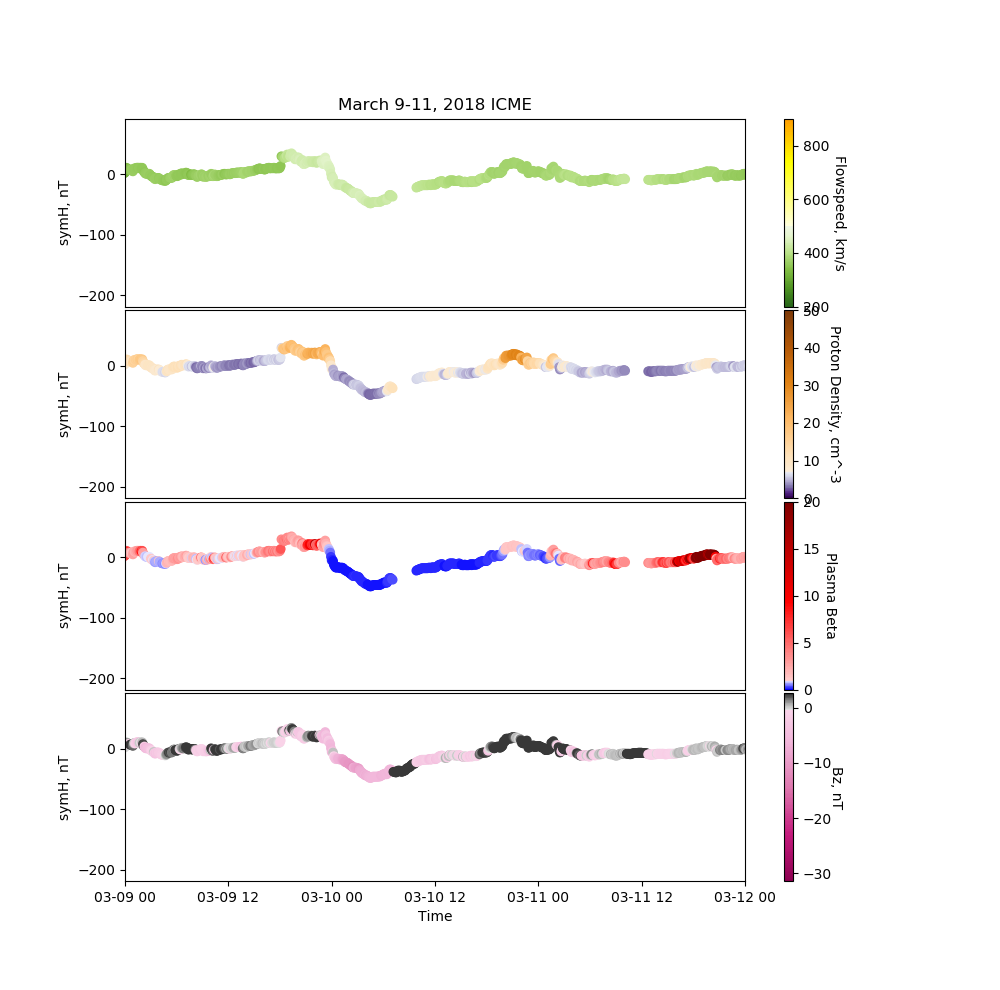 March 9-11, 2018 ICME
symH, nT
0
−100
−200
800
600
400
200
Flowspeed, km/s
symH, nT
0
−100
−200
50
40
30
20
10
0
Proton Density, cm^-3
symH, nT
0
−100
−200
20
15
10
5
0
Plasma Beta
symH, nT
0
−100
−200
0
−10
−20
−30
Bz, nT
03-09 00 03-09 12 03-10 00 03-10 12 03-11 00 03-11 12 03-12 00
Time